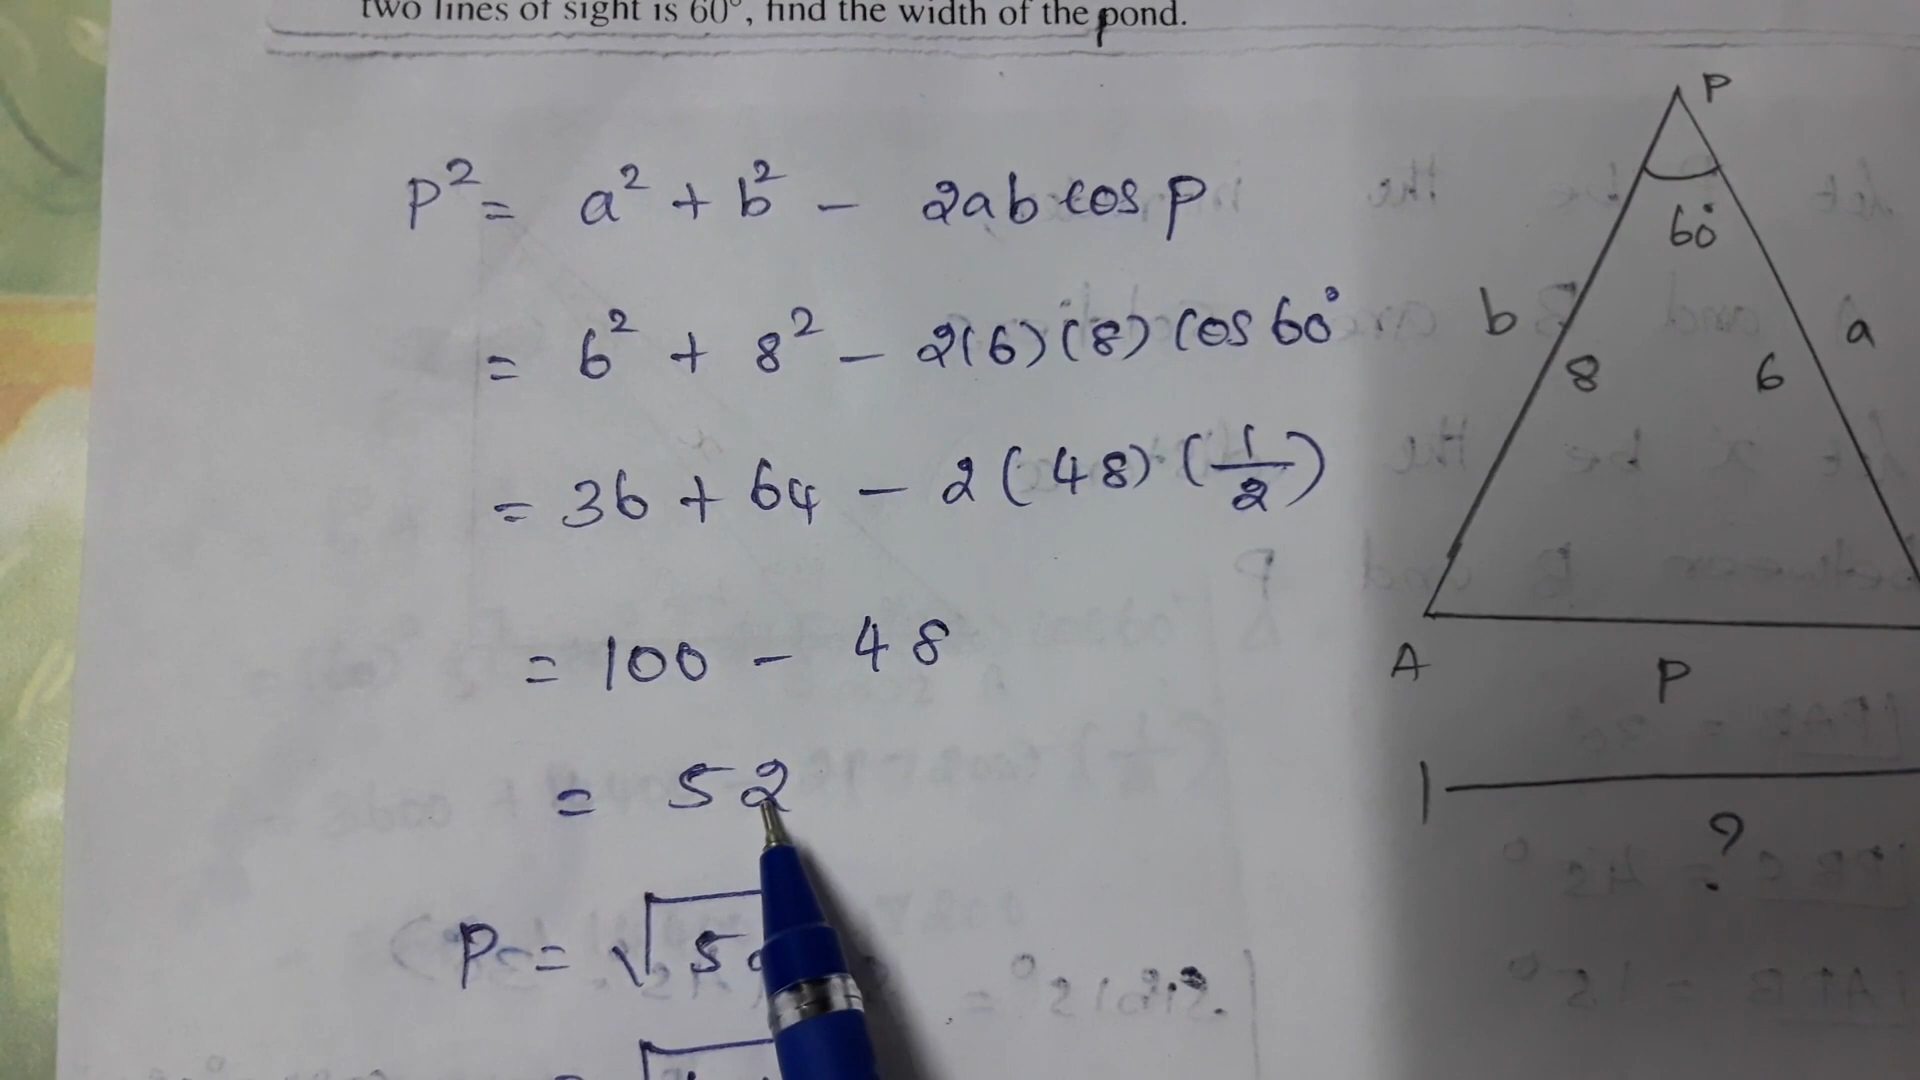 two lines of sight is 60°, find the width of the pond.
p² = a² + b² - 2ab cos p
= 6² + 8² - 2(6)(8) cos 60°
= 36 + 64 - 2(48)(1/2)
= 100 - 48
= 52
p = √5
P
60°
b
8
6
a
A
P
?